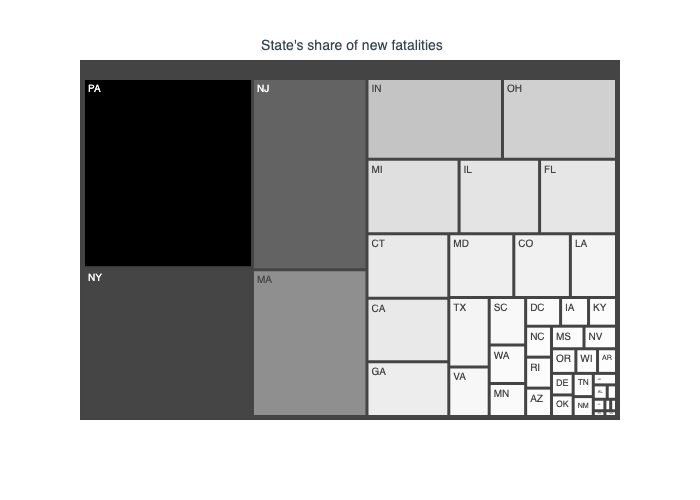 State's share of new fatalities
PA
NJ
IN
OH
MI
IL
FL
NY
MA
CT
MD
CO
LA
CA
TX
SC
DC
IA
KY
NC
MS
NV
WA
OR
WI
AR
GA
RI
VA
DE
TN
MN
AZ
OK
NM